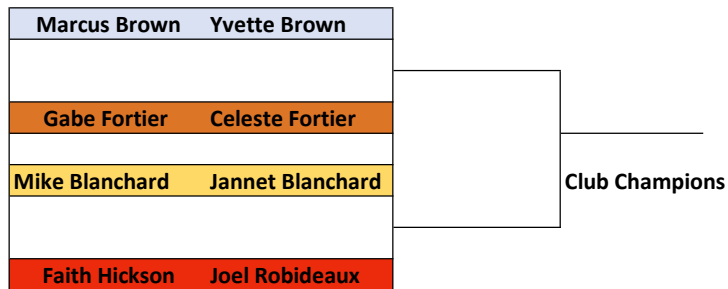 Marcus Brown Yvette Brown
Gabe Fortier Celeste Fortier
Mike Blanchard Jannet Blanchard
Club Champions
Faith Hickson Joel Robideaux